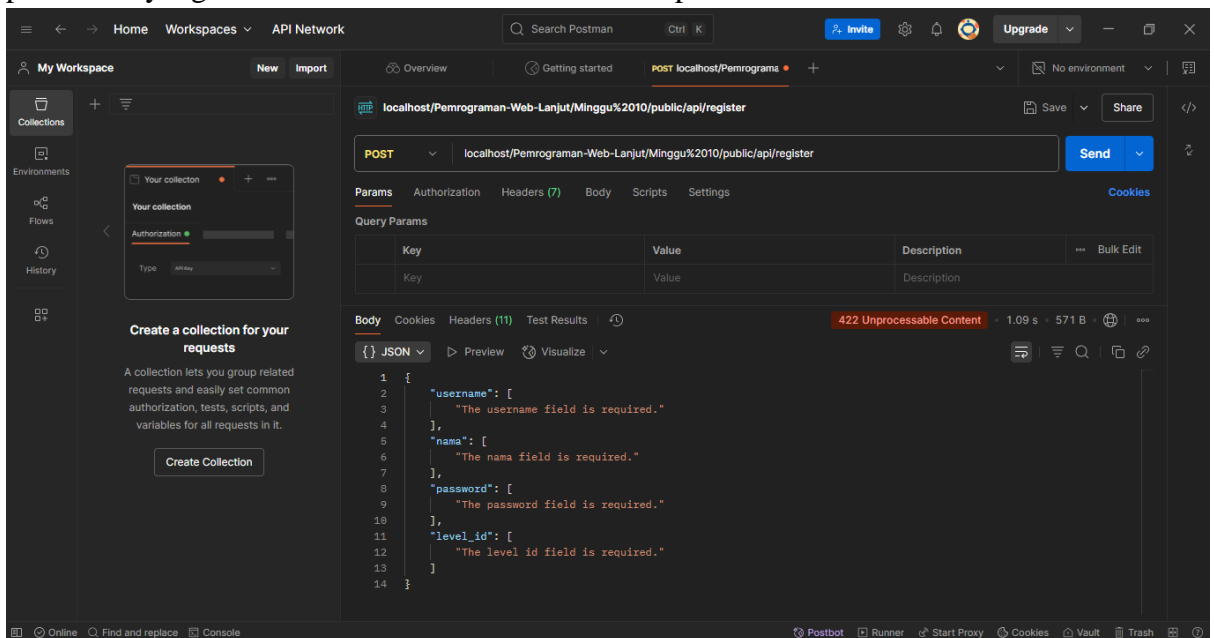 Home Workspaces API Network Search Postman Ctrl K Invite Upgrade
My Workspace New Import Overview Getting started POST localhost/Pemrograma No environment
Collections
Environments
Flows
History
Your collecton
Your collection
Authorization
Type API Key
Create a collection for your
requests
A collection lets you group related
requests and easily set common
authorization, tests, scripts, and
variables for all requests in it.
Create Collection
HTTP localhost/Pemrograman-Web-Lanjut/Minggu%2010/public/api/register Save Share
POST localhost/Pemrograman-Web-Lanjut/Minggu%2010/public/api/register Send
Params Authorization Headers (7) Body Scripts Settings Cookies
Query Params
Key Value Description Bulk Edit
Key Value Description
Body Cookies Headers (11) Test Results 422 Unprocessable Content 1.09 s 571 B
{} JSON Preview Visualize
1 {
2 "username": [
3 "The username field is required."
4 ],
5 "nama": [
6 "The nama field is required."
7 ],
8 "password": [
9 "The password field is required."
10 ],
11 "level_id": [
12 "The level id field is required."
13 ]
14 }
Online Find and replace Console Postbot Runner Start Proxy Cookies Vault Trash